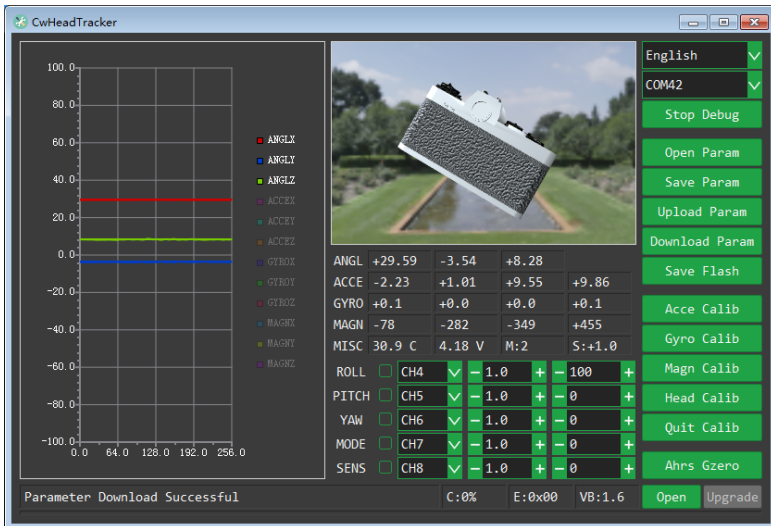 CwHeadTracker
100.0
80.0
60.0
40.0
20.0
0.0
-20.0
-40.0
-60.0
-80.0
-100.0
0.0 64.0 128.0 192.0 256.0
ANGLX
ANGLY
ANGLZ
ACCEX
ACCEY
ACCEZ
GYROX
GYROY
GYROZ
MAGNX
MAGNY
MAGNZ
ANGL +29.59 -3.54 +8.28
ACCE -2.23 +1.01 +9.55 +9.86
GYRO +0.1 +0.0 +0.0 +0.1
MAGN -78 -282 -349 +455
MISC 30.9 C 4.18 V M:2 S:+1.0
ROLL CH4 - 1.0 + - 100 +
PITCH CH5 - 1.0 + - 0 +
YAW CH6 - 1.0 + - 0 +
MODE CH7 - 1.0 + - 0 +
SENS CH8 - 1.0 + - 0 +
English
COM42
Stop Debug
Open Param
Save Param
Upload Param
Download Param
Save Flash
Acce Calib
Gyro Calib
Magn Calib
Head Calib
Quit Calib
Ahrs Gzero
Parameter Download Successful C:0% E:0x00 VB:1.6 Open Upgrade